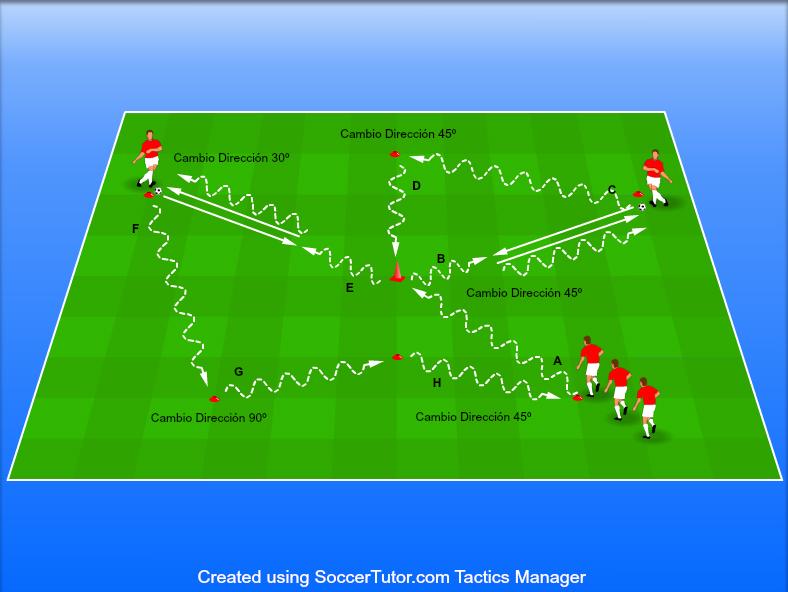 Cambio Dirección 45º
Cambio Dirección 30º
D
C
F
B
E
Cambio Dirección 45º
A
G
H
Cambio Dirección 90º
Cambio Dirección 45º
Created using SoccerTutor.com Tactics Manager